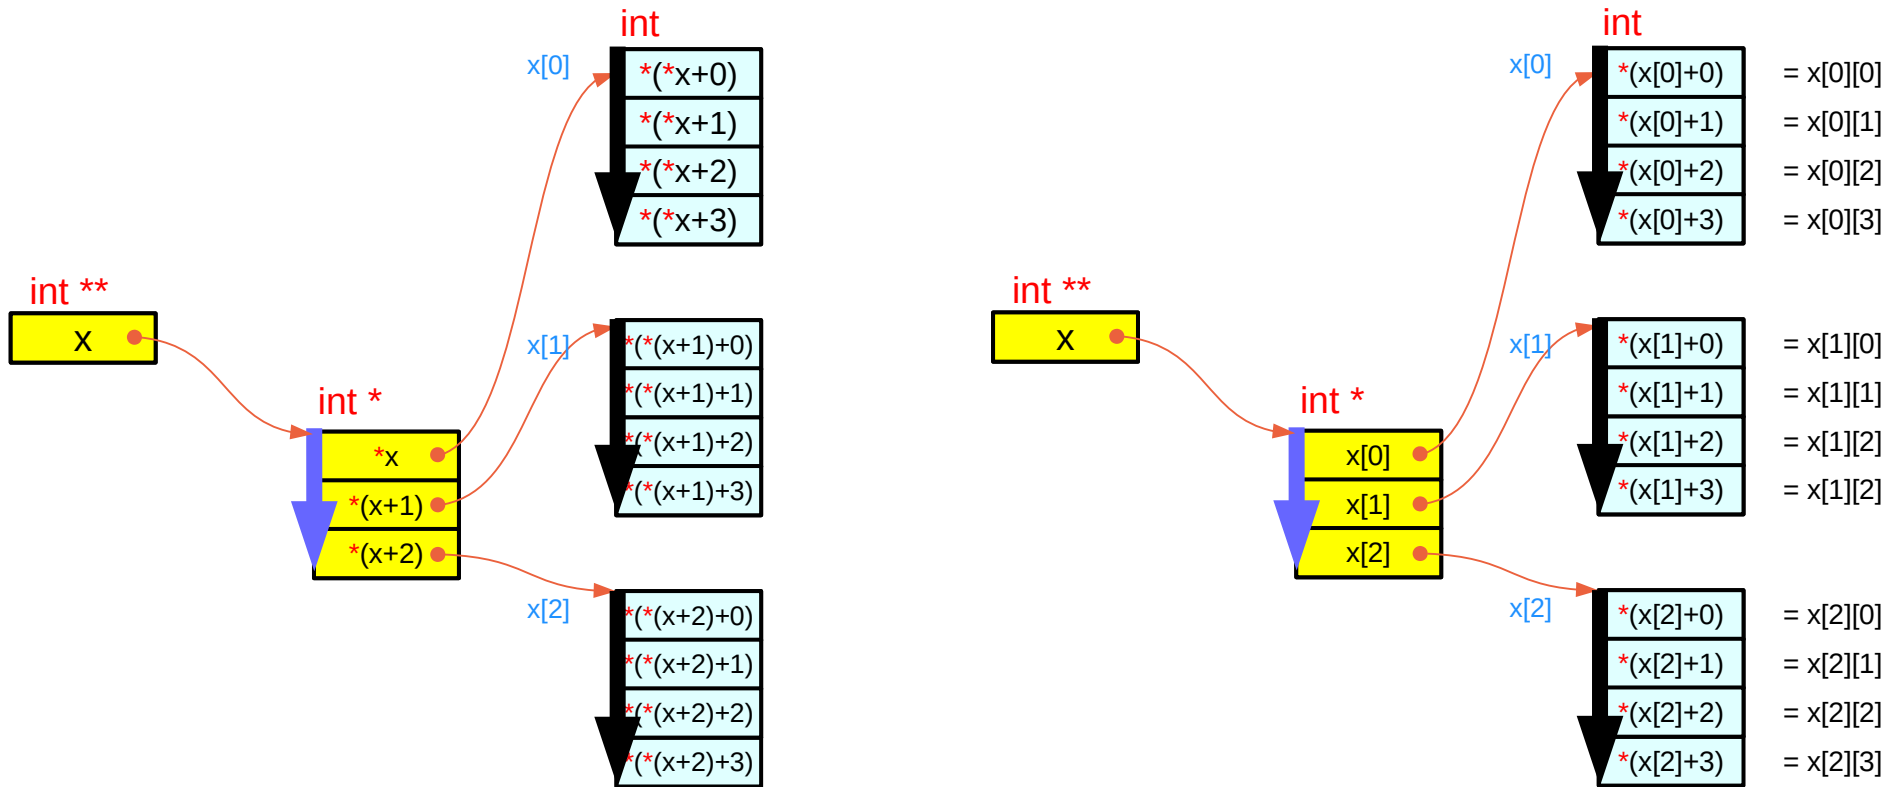 int
x[0]
*(*x+0)
*(*x+1)
*(*x+2)
*(*x+3)
int **
x
int *
*x
*(x+1)
*(x+2)
x[1]
*(*(x+1)+0)
*(*(x+1)+1)
*(*(x+1)+2)
*(*(x+1)+3)
x[2]
*(*(x+2)+0)
*(*(x+2)+1)
*(*(x+2)+2)
*(*(x+2)+3)
int
x[0]
*(x[0]+0) = x[0][0]
*(x[0]+1) = x[0][1]
*(x[0]+2) = x[0][2]
*(x[0]+3) = x[0][3]
int **
x
int *
x[0]
x[1]
x[2]
x[1]
*(x[1]+0) = x[1][0]
*(x[1]+1) = x[1][1]
*(x[1]+2) = x[1][2]
*(x[1]+3) = x[1][2]
x[2]
*(x[2]+0) = x[2][0]
*(x[2]+1) = x[2][1]
*(x[2]+2) = x[2][2]
*(x[2]+3) = x[2][3]